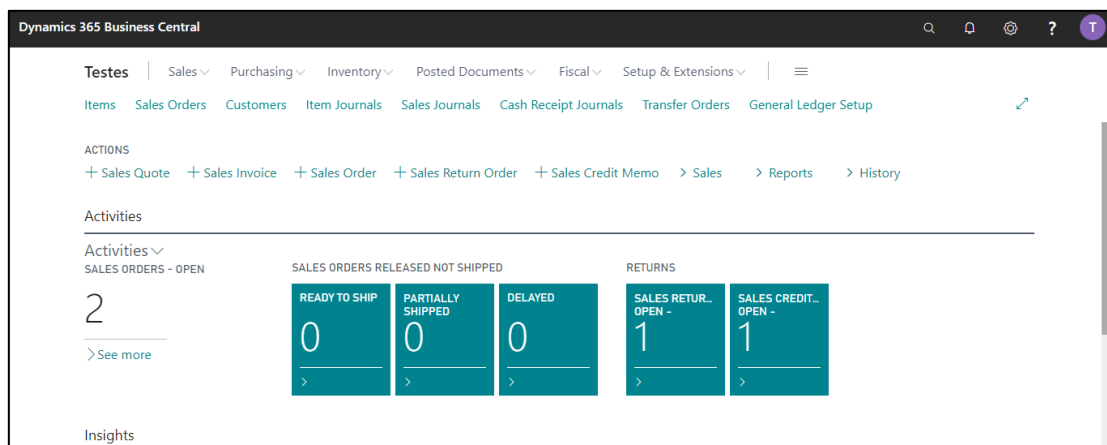 Dynamics 365 Business Central ? T
Testes Sales Purchasing Inventory Posted Documents Fiscal Setup & Extensions
Items Sales Orders Customers Item Journals Sales Journals Cash Receipt Journals Transfer Orders General Ledger Setup
ACTIONS
+ Sales Quote + Sales Invoice + Sales Order + Sales Return Order + Sales Credit Memo > Sales > Reports > History
Activities
Activities
SALES ORDERS - OPEN
2
>See more
SALES ORDERS RELEASED NOT SHIPPED
READY TO SHIP
0
>
PARTIALLY
SHIPPED
0
>
DELAYED
0
>
RETURNS
SALES RETUR...
OPEN -
1
>
SALES CREDIT...
OPEN -
1
>
Insights